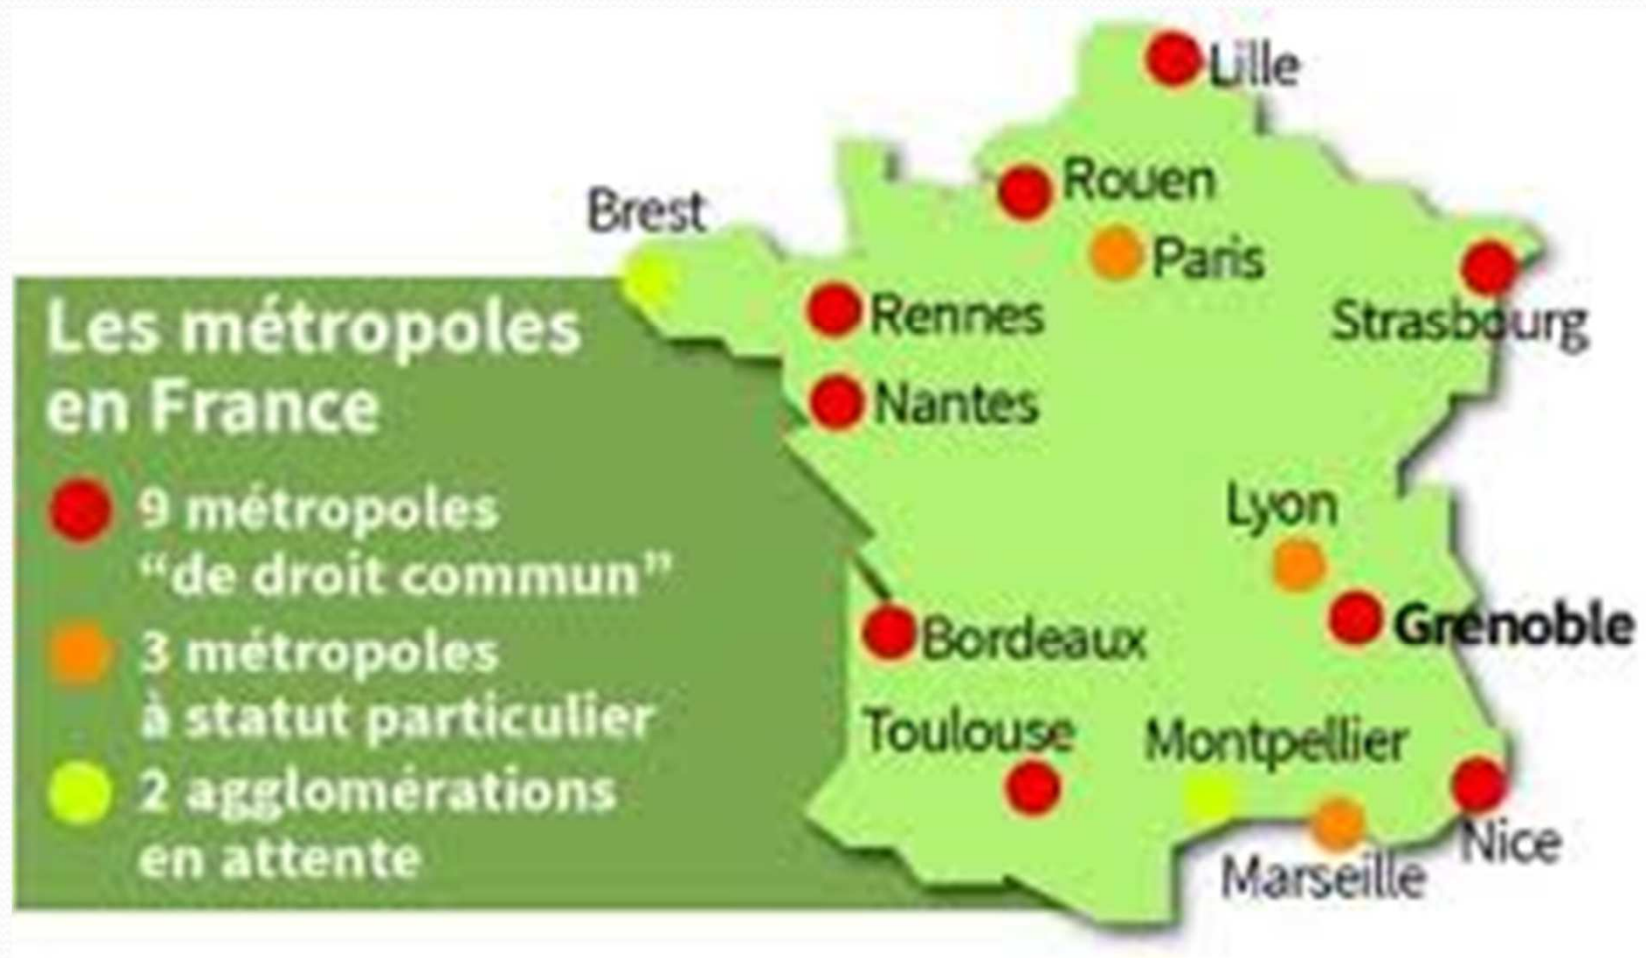 Lille
Rouen
Brest
Paris
Rennes
Strasbourg
Nantes
Les métropoles
en France
9 métropoles
“de droit commun”
3 métropoles
à statut particulier
2 agglomérations
en attente
Lyon
Grenoble
Bordeaux
Toulouse
Montpellier
Nice
Marseille